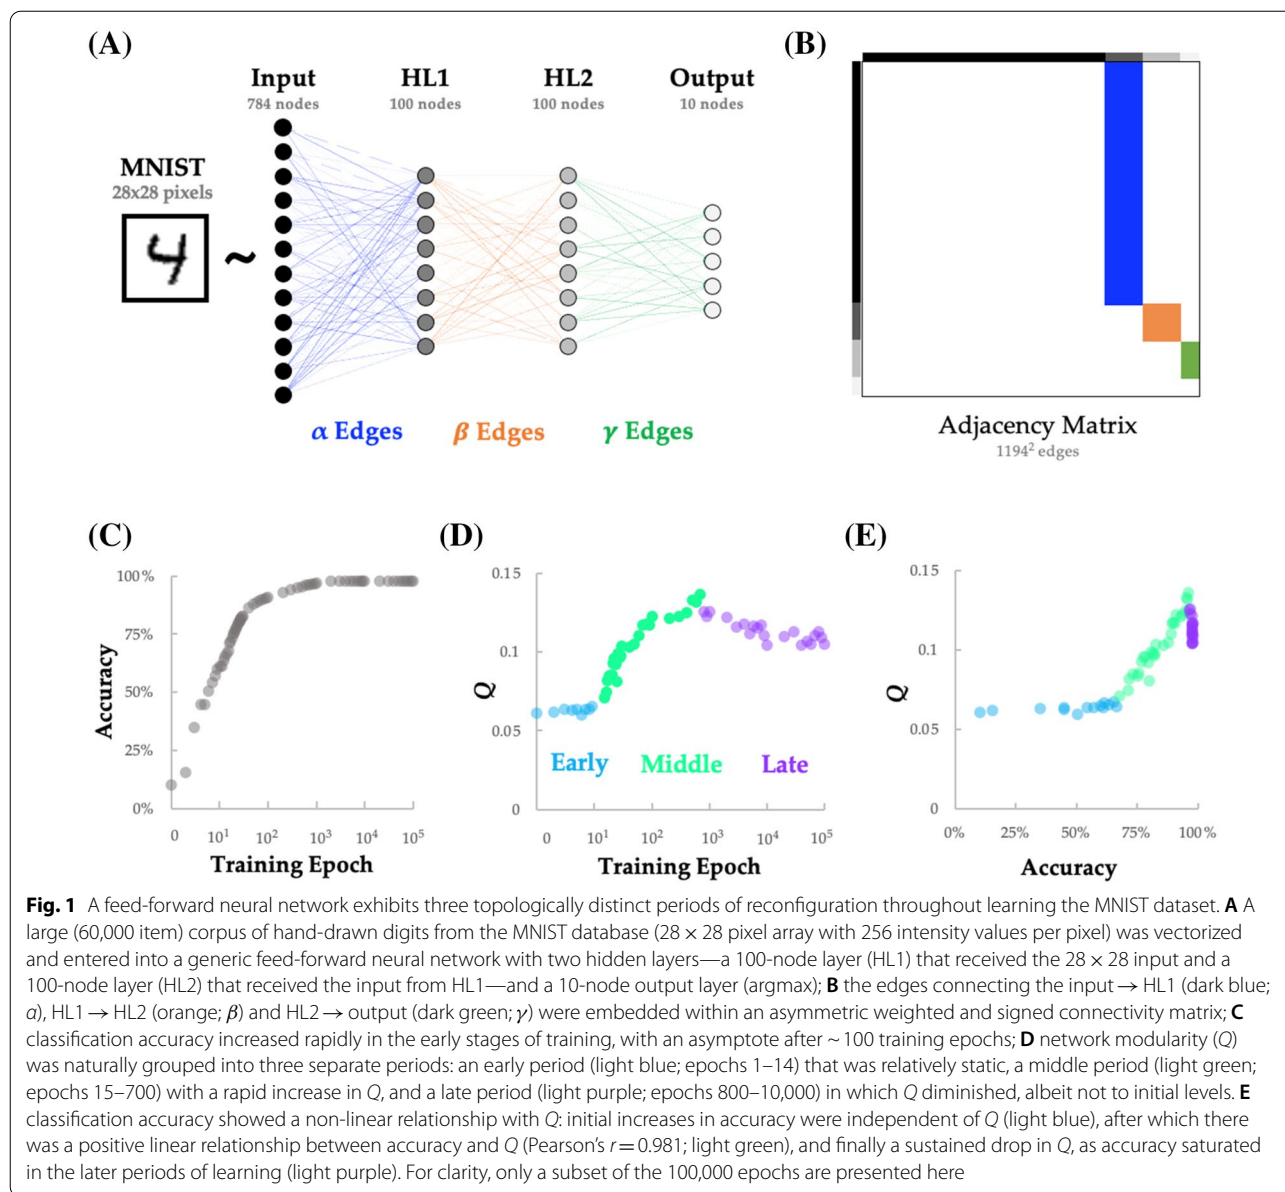 (A)
Input
784 nodes
HL1
100 nodes
HL2
100 nodes
Output
10 nodes
MNIST
28x28 pixels
4
~
α Edges
β Edges
γ Edges
(B)
Adjacency Matrix
1194² edges
(C)
Accuracy
100%
75%
50%
25%
0%
0 10¹ 10² 10³ 10⁴ 10⁵
Training Epoch
(D)
Q
0.15
0.1
0.05
0
Early Middle Late
0 10¹ 10² 10³ 10⁴ 10⁵
Training Epoch
(E)
Q
0.15
0.1
0.05
0
0% 25% 50% 75% 100%
Accuracy
Fig. 1 A feed-forward neural network exhibits three topologically distinct periods of reconfiguration throughout learning the MNIST dataset. A A
large (60,000 item) corpus of hand-drawn digits from the MNIST database (28 × 28 pixel array with 256 intensity values per pixel) was vectorized
and entered into a generic feed-forward neural network with two hidden layers—a 100-node layer (HL1) that received the 28 × 28 input and a
100-node layer (HL2) that received the input from HL1—and a 10-node output layer (argmax); B the edges connecting the input → HL1 (dark blue;
α), HL1 → HL2 (orange; β) and HL2 → output (dark green; γ) were embedded within an asymmetric weighted and signed connectivity matrix; C
classification accuracy increased rapidly in the early stages of training, with an asymptote after ~ 100 training epochs; D network modularity (Q)
was naturally grouped into three separate periods: an early period (light blue; epochs 1–14) that was relatively static, a middle period (light green;
epochs 15–700) with a rapid increase in Q, and a late period (light purple; epochs 800–10,000) in which Q diminished, albeit not to initial levels. E
classification accuracy showed a non-linear relationship with Q: initial increases in accuracy were independent of Q (light blue), after which there
was a positive linear relationship between accuracy and Q (Pearson's r = 0.981; light green), and finally a sustained drop in Q, as accuracy saturated
in the later periods of learning (light purple). For clarity, only a subset of the 100,000 epochs are presented here